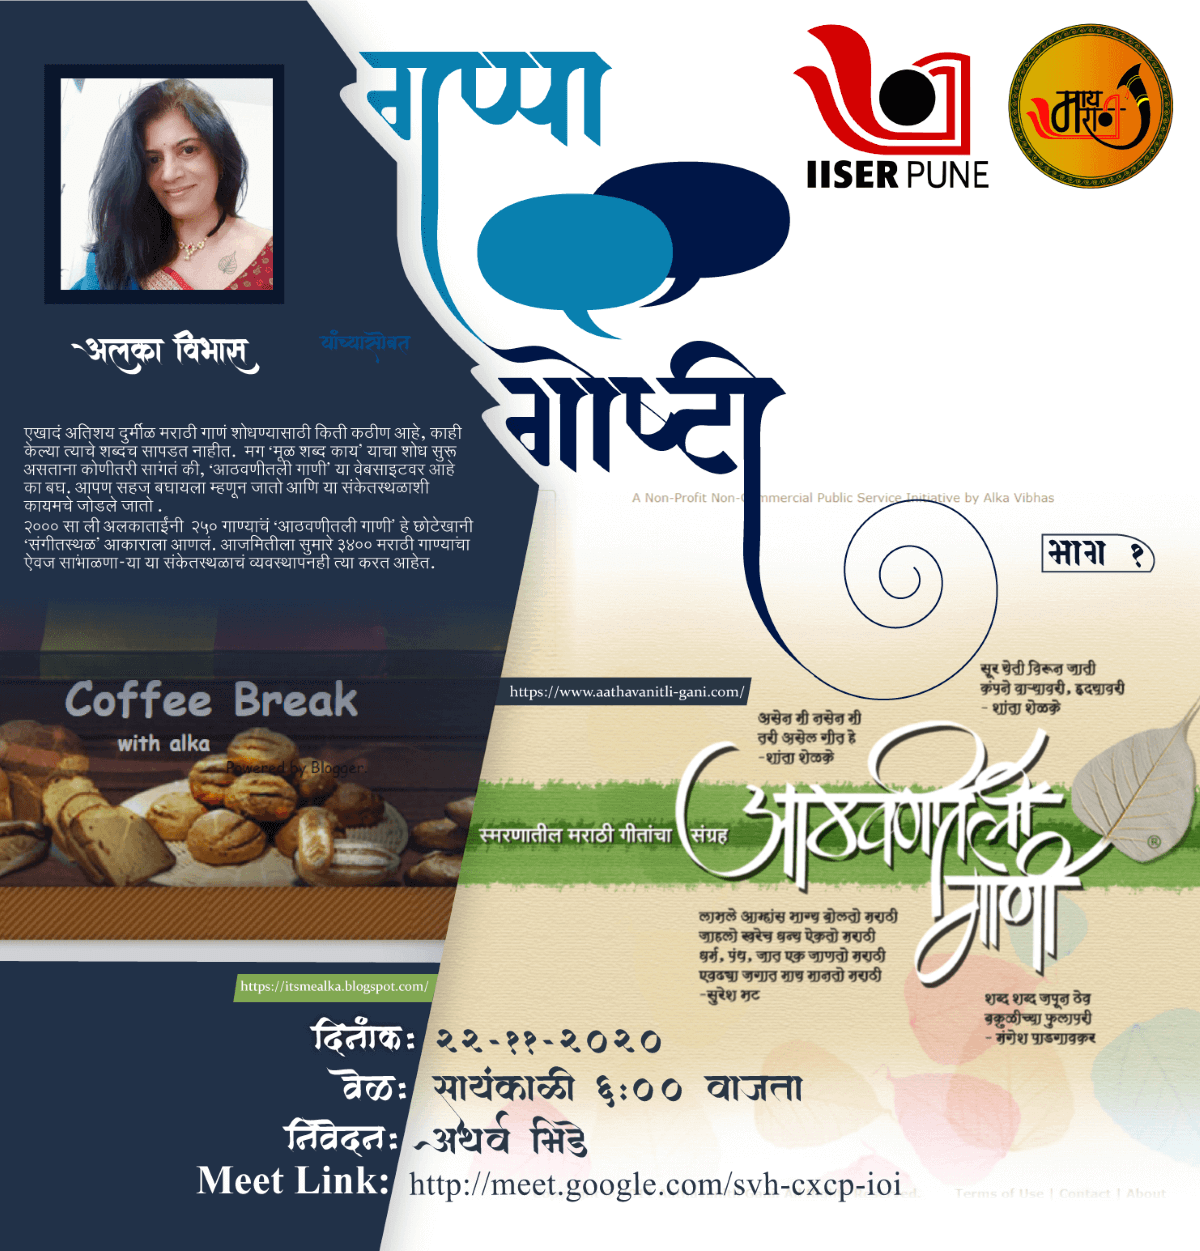 गप्पा
गोष्टी
IISER PUNE
माय
मराठी
अलका विभास
यांच्यासोबत
एखादं अतिशय दुर्मीळ मराठी गाणं शोधण्यासाठी किती कठीण आहे, काही
केल्या त्याचे शब्दच सापडत नाहीत. मग ‘मूळ शब्द काय’ याचा शोध सुरू
असताना कोणीतरी सांगतं की, ‘आठवणीतली गाणी’ या वेबसाइटवर आहे
का बघ. आपण सहज बघायला म्हणून जातो आणि या संकेतस्थळाशी
कायमचे जोडले जातो .
२००० सा ली अलकाताईंनी २५० गाण्यांचं ‘आठवणीतली गाणी’ हे छोटेखानी
‘संगीतस्थळ’ आकाराला आणलं. आजमितीला सुमारे ३४०० मराठी गाण्यांचा
ऐवज सांभाळणा-या या संकेतस्थळाचं व्यवस्थापनही त्या करत आहेत.
A Non-Profit Non-Commercial Public Service Initiative by Alka Vibhas
भाग १
Coffee Break
with alka
Powered by Blogger.
https://www.aathavanitli-gani.com/
सूर येती विरून जाती
कंपने वाऱ्यावरी, हृदयावरी
- शांता शेळके
असेन मी नसेन मी
तरी असेल गीत हे
-शांता शेळके
स्मरणातील मराठी गीतांचा संग्रह
आठवणीतली
गाणी
®
लाभले आम्हांस भाग्य बोलतो मराठी
जाहलो खरेच धन्य ऐकतो मराठी
धर्म, पंथ, जात एक जाणतो मराठी
एवढ्या जगात माय मानतो मराठी
-सुरेश भट
शब्द शब्द जपून ठेव
बकुळीच्या फुलापरी
- मंगेश पाडगावकर
https://itsmealka.blogspot.com/
दिनांक: २२-११-२०२०
वेळ: सायंकाळी ६:०० वाजता
निवेदन: अथर्व भिडे
Meet Link: http://meet.google.com/svh-cxcp-ioi
Terms of Use | Contact | About